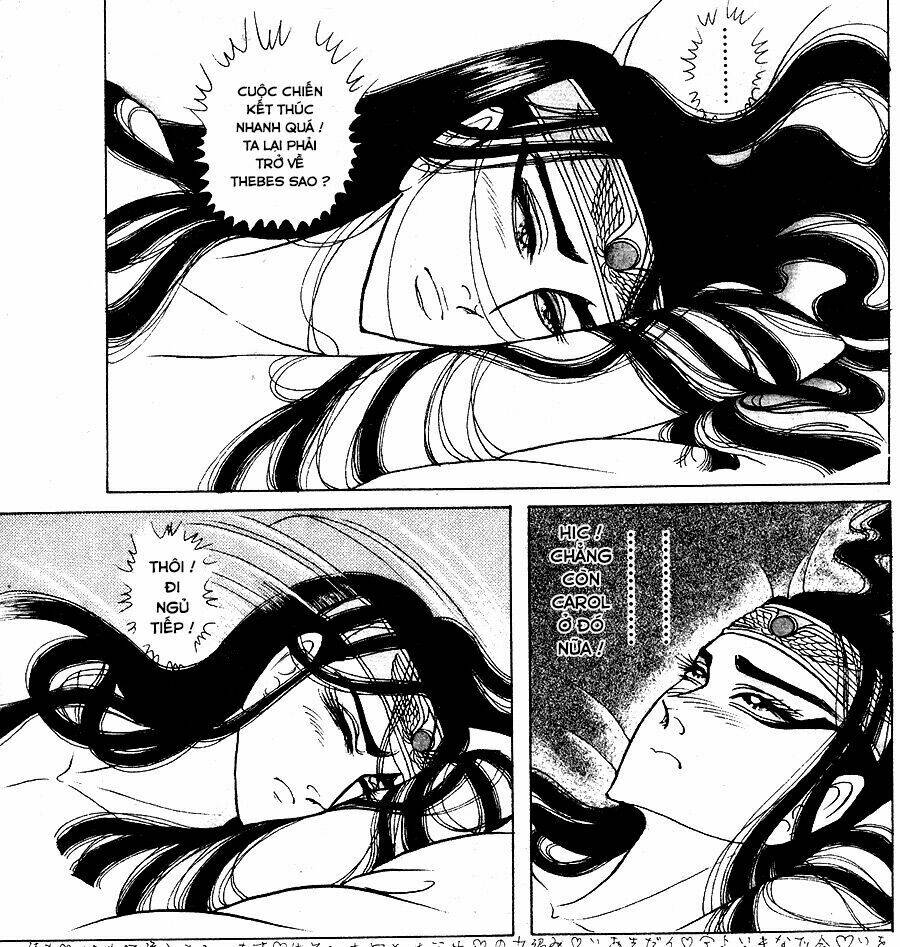 CUỘC CHIẾN
KẾT THÚC
NHANH QUÁ !
TA LẠI PHẢI
TRỞ VỀ
THEBES SAO ?
............
HIC !
CHẲNG
CÒN
CAROL
Ở ĐÓ
NỮA !
THÔI !
ĐI
NGỦ
TIẾP !